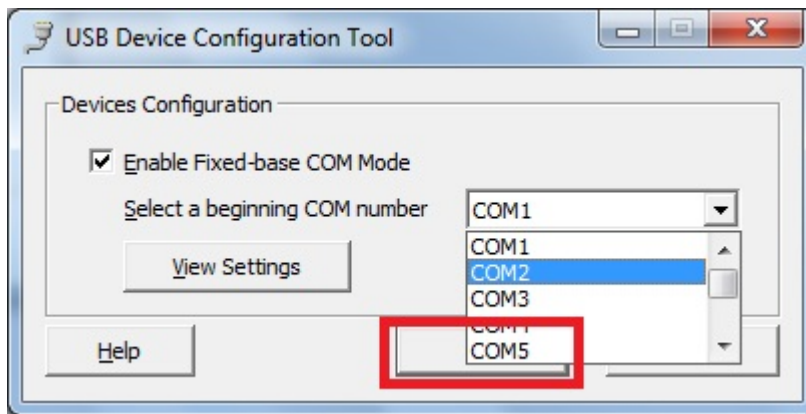 USB Device Configuration Tool
Devices Configuration
Enable Fixed-base COM Mode
Select a beginning COM number
COM1
COM1
COM2
COM3
COM5
View Settings
Help